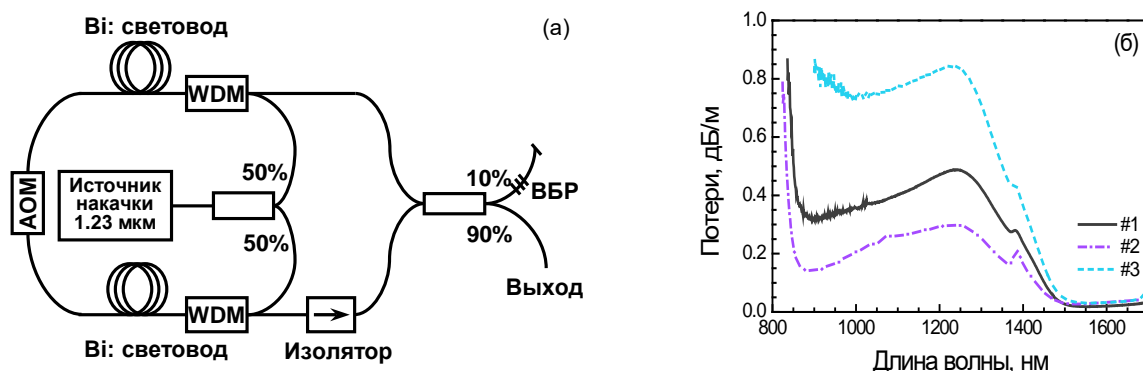 Bi: световод
(а)
WDM
АОМ
Источник
накачки
1.23 мкм
50%
50%
10%
ВБР
90%
Выход
WDM
Изолятор
Bi: световод
(б)
Потери, дБ/м
1.0
0.8
0.6
0.4
0.2
0.0
#1
#2
#3
800 1000 1200 1400 1600
Длина волны, нм